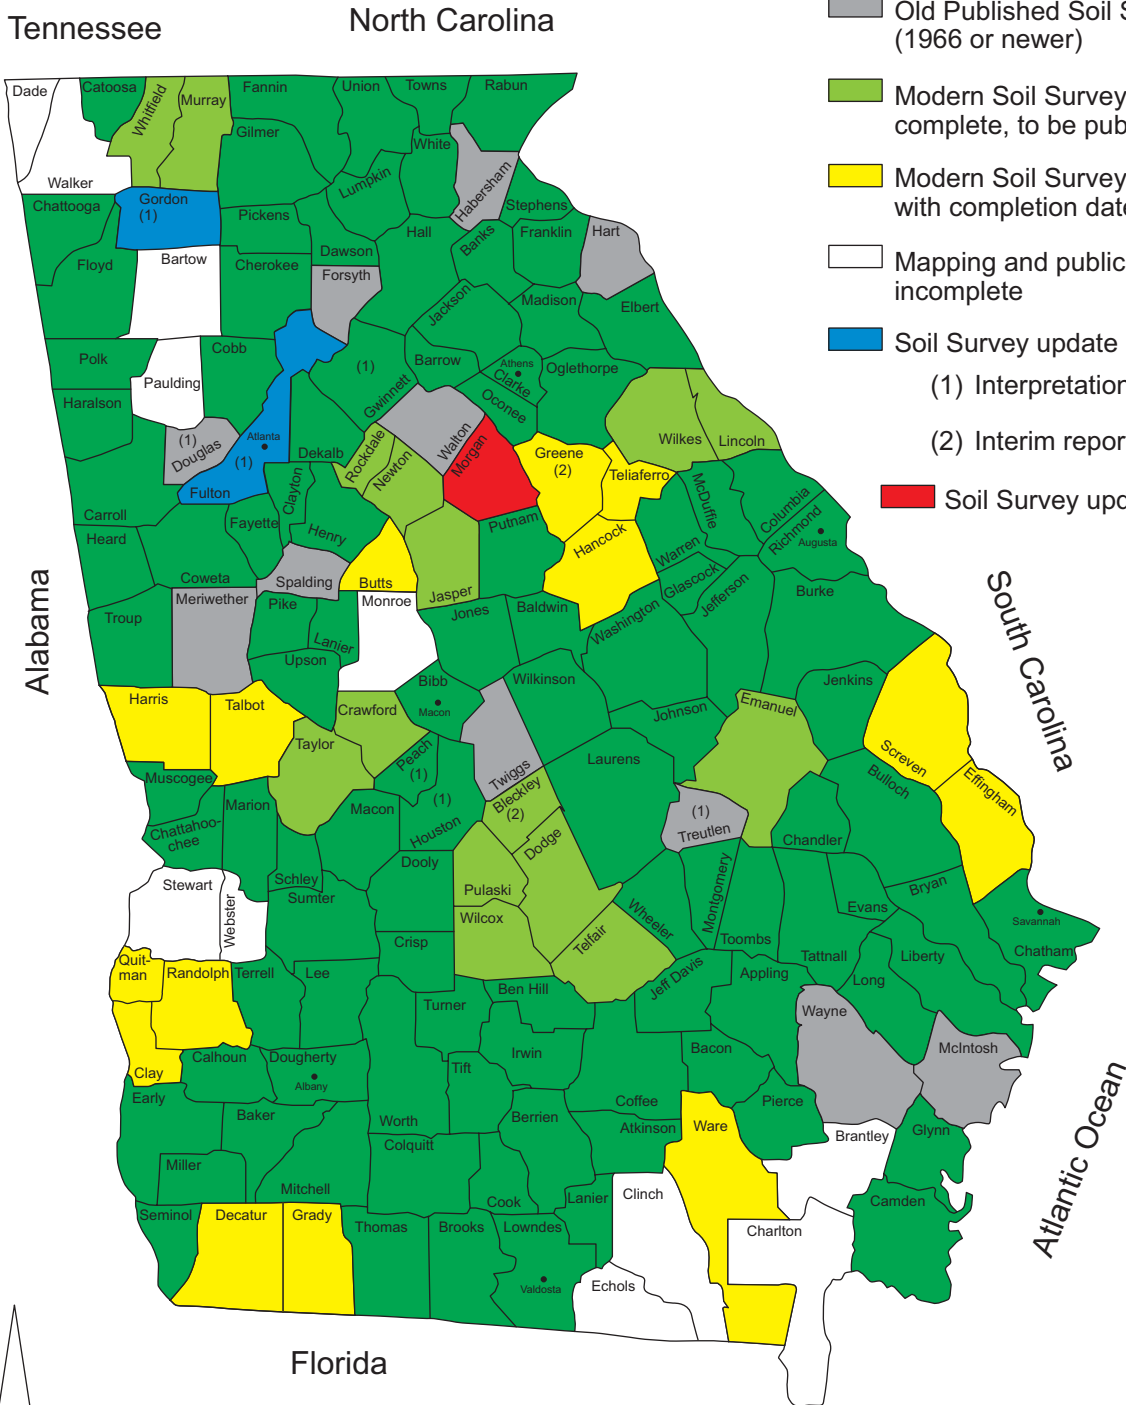 Tennessee
North Carolina
Old Published Soil S
(1966 or newer)
Modern Soil Survey
complete, to be pub
Modern Soil Survey
with completion date
Mapping and public
incomplete
Soil Survey update
(1) Interpretation
(2) Interim repor
Soil Survey upd
Alabama
South Carolina
Atlantic Ocean
Florida
Dade
Catoosa
Whitfield
Murray
Fannin
Union
Towns
Rabun
Gilmer
White
Lumpkin
Habersham
Walker
Chattooga
Gordon
(1)
Pickens
Stephens
Hall
Banks
Franklin
Hart
Dawson
Floyd
Bartow
Cherokee
Forsyth
Jackson
Madison
Elbert
Polk
Cobb
Paulding
(1)
Gwinnett
Barrow
Athens
Clarke
Oglethorpe
Oconee
Haralson
(1)
Douglas
Atlanta
(1)
Fulton
Dekalb
Rockdale
Newton
Walton
Morgan
Greene
(2)
Teliaferro
Wilkes
Lincoln
McDuffie
Columbia
Richmond
Augusta
Carroll
Heard
Fayette
Clayton
Henry
Putnam
Hancock
Warren
Glascock
Jefferson
Burke
Coweta
Spalding
Butts
Jasper
Meriwether
Pike
Monroe
Jones
Baldwin
Washington
Troup
Lanier
Upson
Bibb
Macon
Wilkinson
Jenkins
Harris
Talbot
Crawford
Johnson
Emanuel
Screven
Taylor
Peach
(1)
Twiggs
Laurens
Effingham
Muscogee
Marion
Macon
(1)
Houston
Bleckley
(2)
(1)
Treutlen
Bulloch
Chattahoo-
chee
Dodge
Chandler
Dooly
Schley
Stewart
Webster
Sumter
Pulaski
Wheeler
Montgomery
Evans
Bryan
Wilcox
Telfair
Toombs
Savannah
Crisp
Tattnall
Liberty
Chatham
Quit-
man
Randolph
Terrell
Lee
Ben Hill
Jeff Davis
Appling
Long
Turner
Wayne
Calhoun
Dougherty
Albany
Irwin
Bacon
McIntosh
Clay
Tift
Early
Baker
Worth
Berrien
Coffee
Pierce
Atkinson
Ware
Brantley
Glynn
Colquitt
Miller
Mitchell
Cook
Lanier
Clinch
Camden
Seminol
Decatur
Grady
Thomas
Brooks
Lowndes
Charlton
Valdosta
Echols